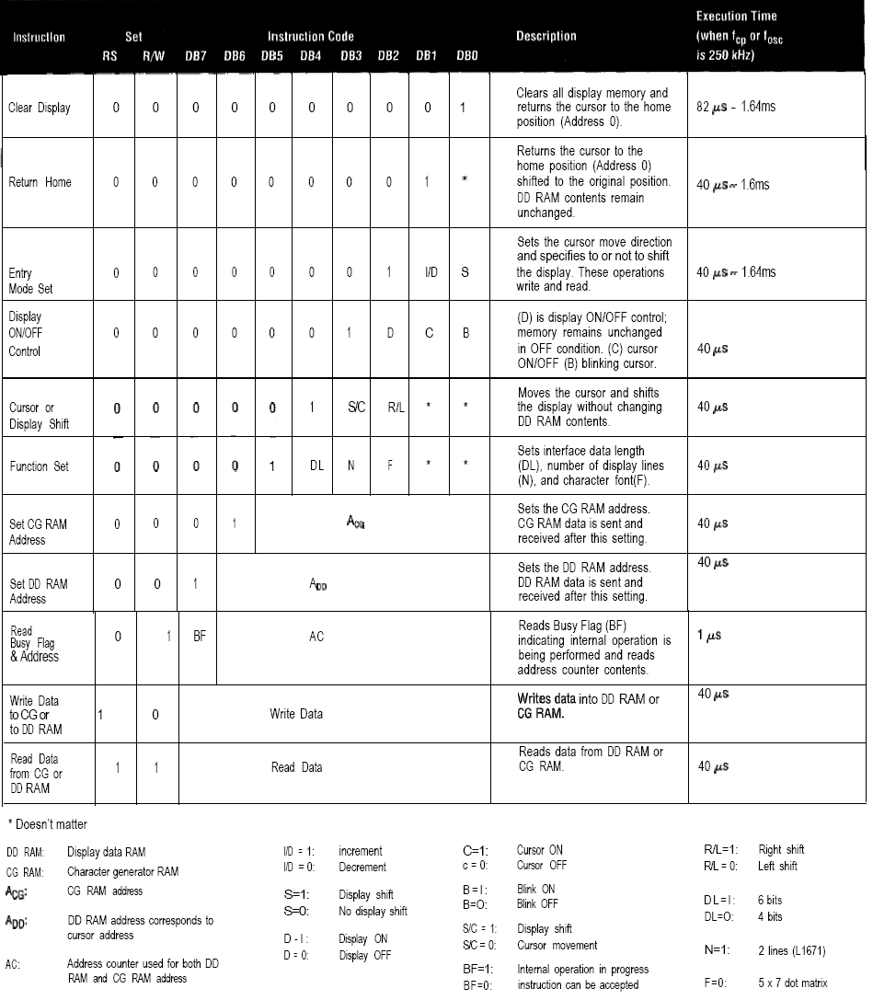 Instruction Set Instruction Code Description Execution Time
(when fcp or fosc
is 250 kHz)
RS R/W DB7 DB6 DB5 DB4 DB3 DB2 DB1 DB0
Clear Display 0 0 0 0 0 0 0 0 0 1
Clears all display memory and
returns the cursor to the home
position (Address 0).
82 µs – 1.64ms
Return Home 0 0 0 0 0 0 0 0 1 *
Returns the cursor to the
home position (Address 0)
shifted to the original position.
DD RAM contents remain
unchanged.
40 µs~ 1.6ms
Entry
Mode Set 0 0 0 0 0 0 0 1 I/D S
Sets the cursor move direction
and specifies to or not to shift
the display. These operations
write and read.
40 µs~ 1.64ms
Display
ON/OFF
Control 0 0 0 0 0 0 1 D C B
(D) is display ON/OFF control;
memory remains unchanged
in OFF condition. (C) cursor
ON/OFF (B) blinking cursor.
40 µs
Cursor or
Display Shift 0 0 0 0 0 1 S/C R/L * *
Moves the cursor and shifts
the display without changing
DD RAM contents.
40 µs
Function Set 0 0 0 0 1 DL N F * *
Sets interface data length
(DL), number of display lines
(N), and character font(F).
40 µs
Set CG RAM
Address 0 0 0 1 ACG
Sets the CG RAM address.
CG RAM data is sent and
received after this setting.
40 µs
Set DD RAM
Address 0 0 1 ADD
Sets the DD RAM address.
DD RAM data is sent and
received after this setting.
40 µs
Read
Busy Flag
& Address 0 1 BF AC
Reads Busy Flag (BF)
indicating internal operation is
being performed and reads
address counter contents.
1 µs
Write Data
to CG or
to DD RAM 1 0 Write Data
Writes data into DD RAM or
CG RAM.
40 µs
Read Data
from CG or
DD RAM 1 1 Read Data
Reads data from DD RAM or
CG RAM.
40 µs
* Doesn't matter
DD RAM: Display data RAM
CG RAM: Character generator RAM
ACG: CG RAM address
ADD: DD RAM address corresponds to
cursor address
AC: Address counter used for both DD
RAM and CG RAM address
I/D = 1: increment
I/D = 0: Decrement
S=1: Display shift
S=0: No display shift
D - I : Display ON
D = 0: Display OFF
C=1: Cursor ON
c = 0: Cursor OFF
B = I : Blink ON
B=O: Blink OFF
S/C = 1: Display shift
S/C = 0: Cursor movement
BF=1: Internal operation in progress
BF=0: instruction can be accepted
R/L=1: Right shift
R/L = 0: Left shift
DL=I: 6 bits
DL=O: 4 bits
N=1: 2 lines (L1671)
F=0: 5 x 7 dot matrix